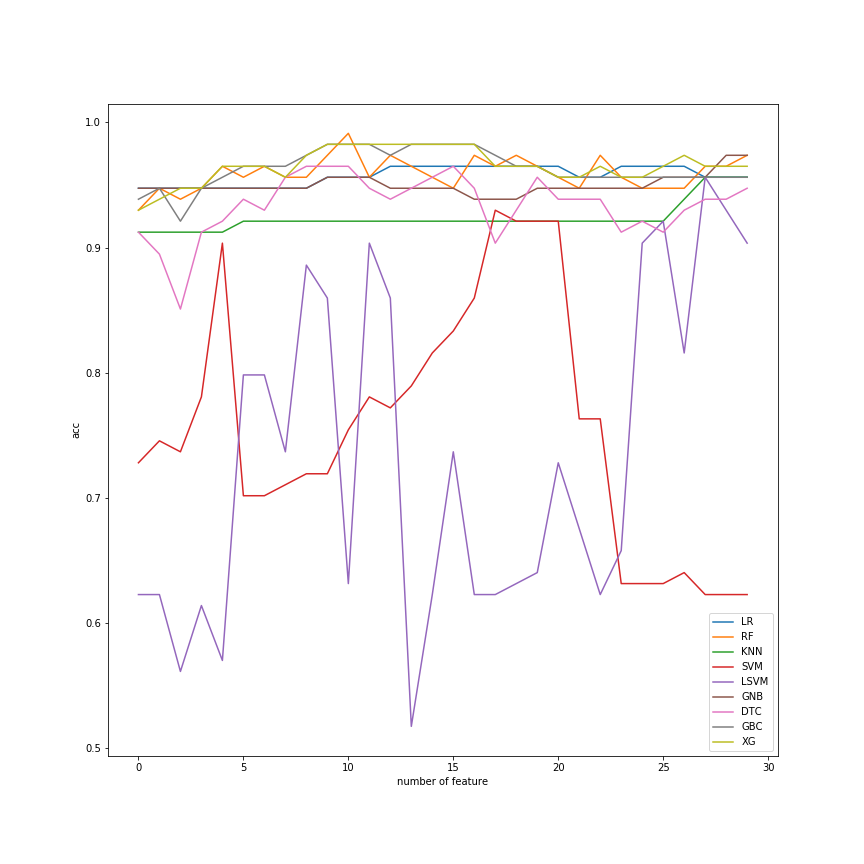 1.0
0.9
0.8
0.7
0.6
0.5
acc
0 5 10 15 20 25 30
number of feature
LR
RF
KNN
SVM
LSVM
GNB
DTC
GBC
XG